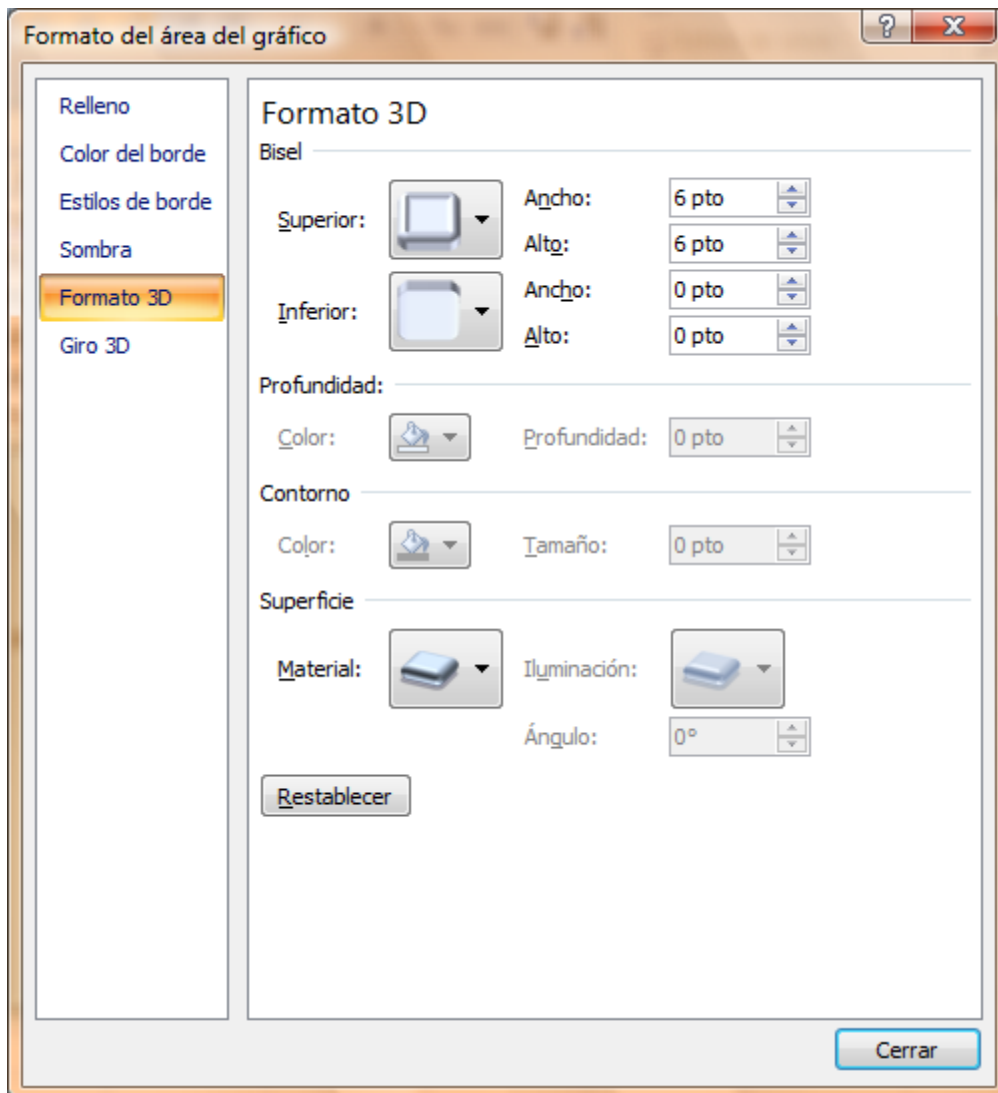 Formato del área del gráfico
Relleno
Color del borde
Estilos de borde
Sombra
Formato 3D
Giro 3D
Formato 3D
Bisel
Superior:
Ancho: 6 pto
Alto: 6 pto
Inferior:
Ancho: 0 pto
Alto: 0 pto
Profundidad:
Color: Profundidad: 0 pto
Contorno
Color: Tamaño: 0 pto
Superficie
Material: Iluminación:
Ángulo: 0°
Restablecer
Cerrar